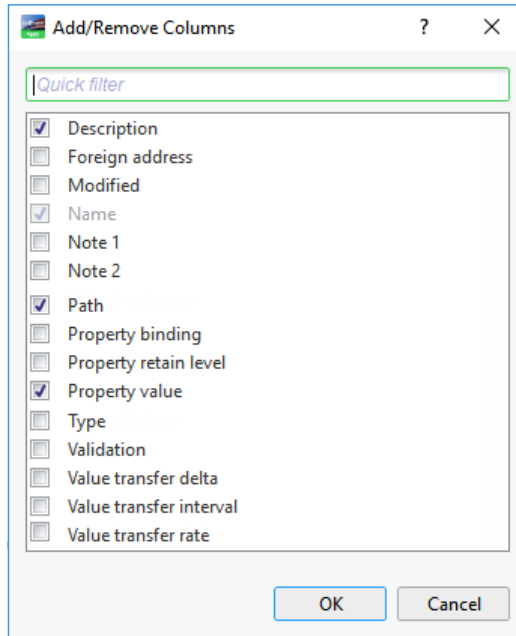 Add/Remove Columns ?
Quick filter
Description
Foreign address
Modified
Name
Note 1
Note 2
Path
Property binding
Property retain level
Property value
Type
Validation
Value transfer delta
Value transfer interval
Value transfer rate
OK Cancel